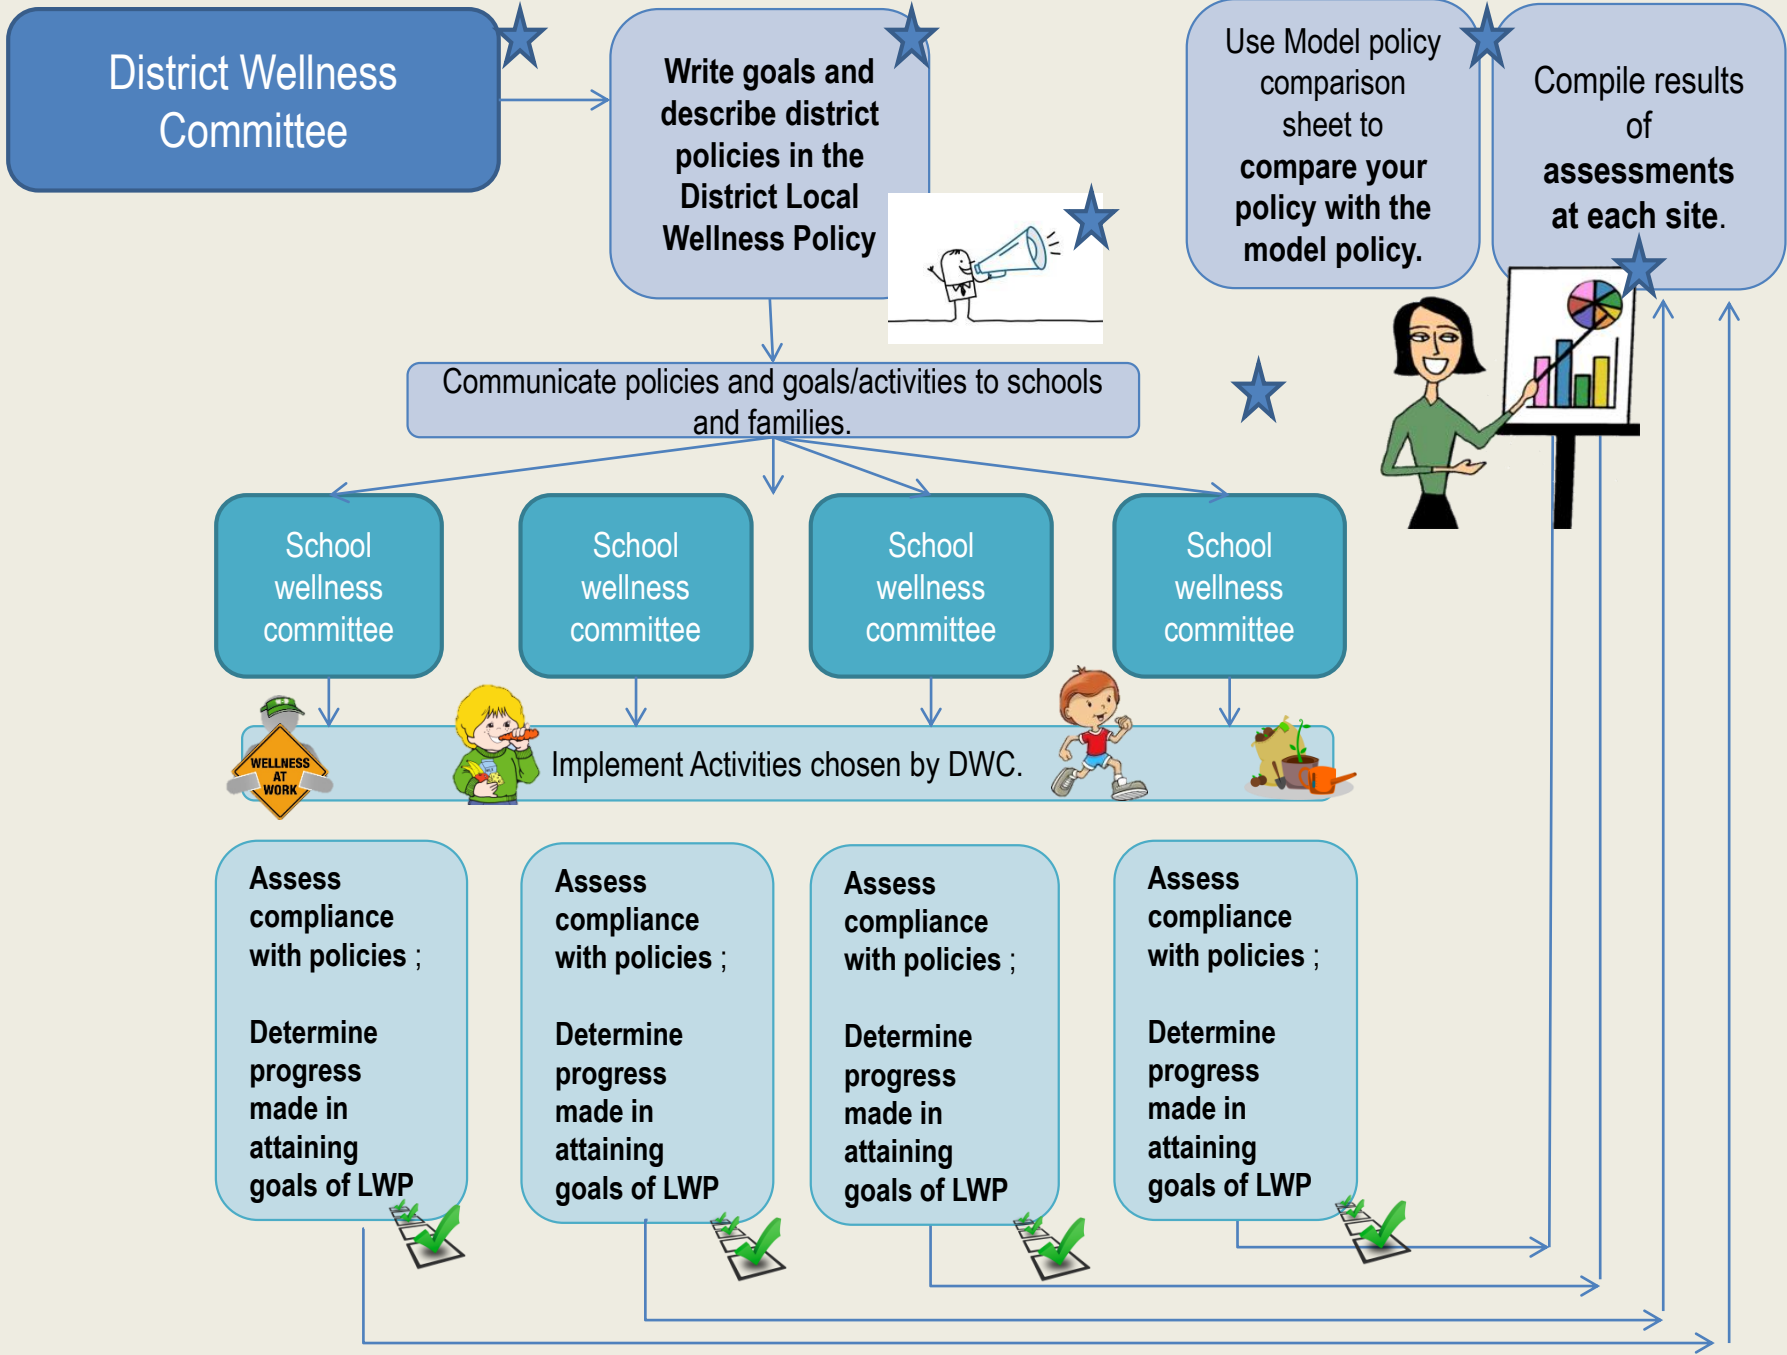 District Wellness
Committee
Write goals and
describe district
policies in the
District Local
Wellness Policy
Use Model policy
comparison
sheet to
compare your
policy with the
model policy.
Compile results
of
assessments
at each site.
Communicate policies and goals/activities to schools
and families.
School
wellness
committee
School
wellness
committee
School
wellness
committee
School
wellness
committee
WELLNESS
AT
WORK
Implement Activities chosen by DWC.
Assess
compliance
with policies ;
Determine
progress
made in
attaining
goals of LWP
Assess
compliance
with policies ;
Determine
progress
made in
attaining
goals of LWP
Assess
compliance
with policies ;
Determine
progress
made in
attaining
goals of LWP
Assess
compliance
with policies ;
Determine
progress
made in
attaining
goals of LWP